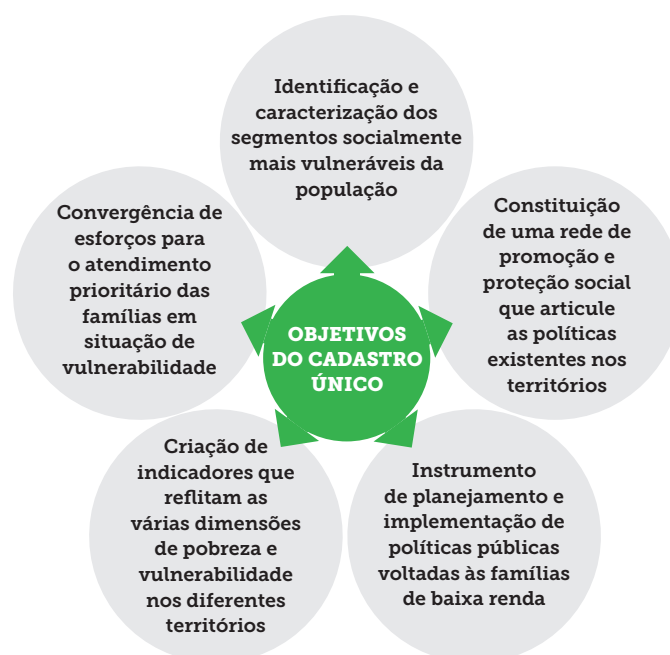 Identificação e
caracterização dos
segmentos socialmente
mais vulneráveis da
população
Convergência de
esforços para
o atendimento
prioritário das
famílias em
situação de
vulnerabilidade
Constituição
de uma rede de
promoção e
proteção social
que articule
as políticas
existentes nos
territórios
OBJETIVOS
DO CADASTRO
ÚNICO
Criação de
indicadores que
reflitam as
várias dimensões
de pobreza e
vulnerabilidade
nos diferentes
territórios
Instrumento
de planejamento e
implementação de
políticas públicas
voltadas às famílias
de baixa renda